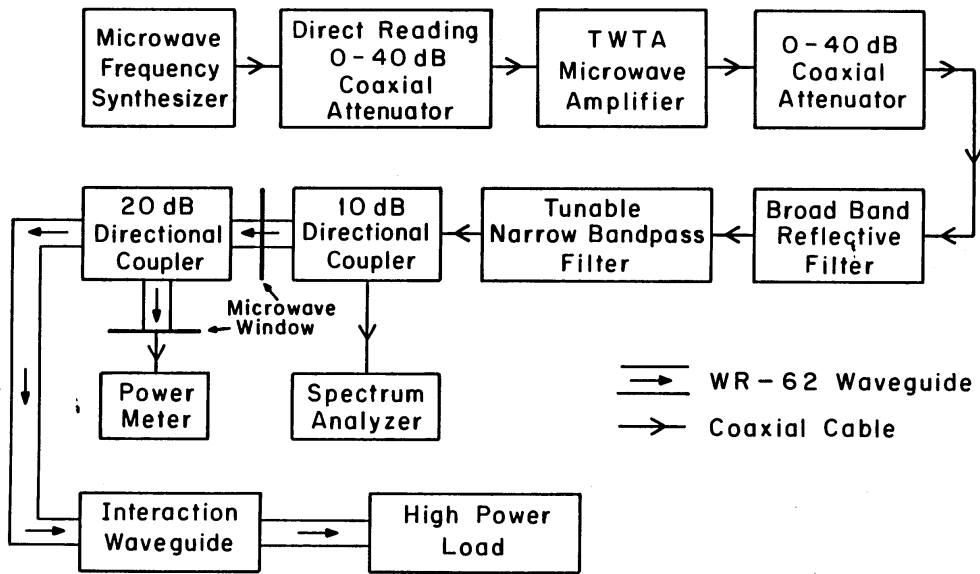 Microwave
Frequency
Synthesizer
Direct Reading
0-40 dB
Coaxial
Attenuator
TWTA
Microwave
Amplifier
0-40 dB
Coaxial
Attenuator
20 dB
Directional
Coupler
10 dB
Directional
Coupler
Tunable
Narrow Bandpass
Filter
Broad Band
Reflective
Filter
Microwave
Window
Power
Meter
Spectrum
Analyzer
WR-62 Waveguide
Coaxial Cable
Interaction
Waveguide
High Power
Load